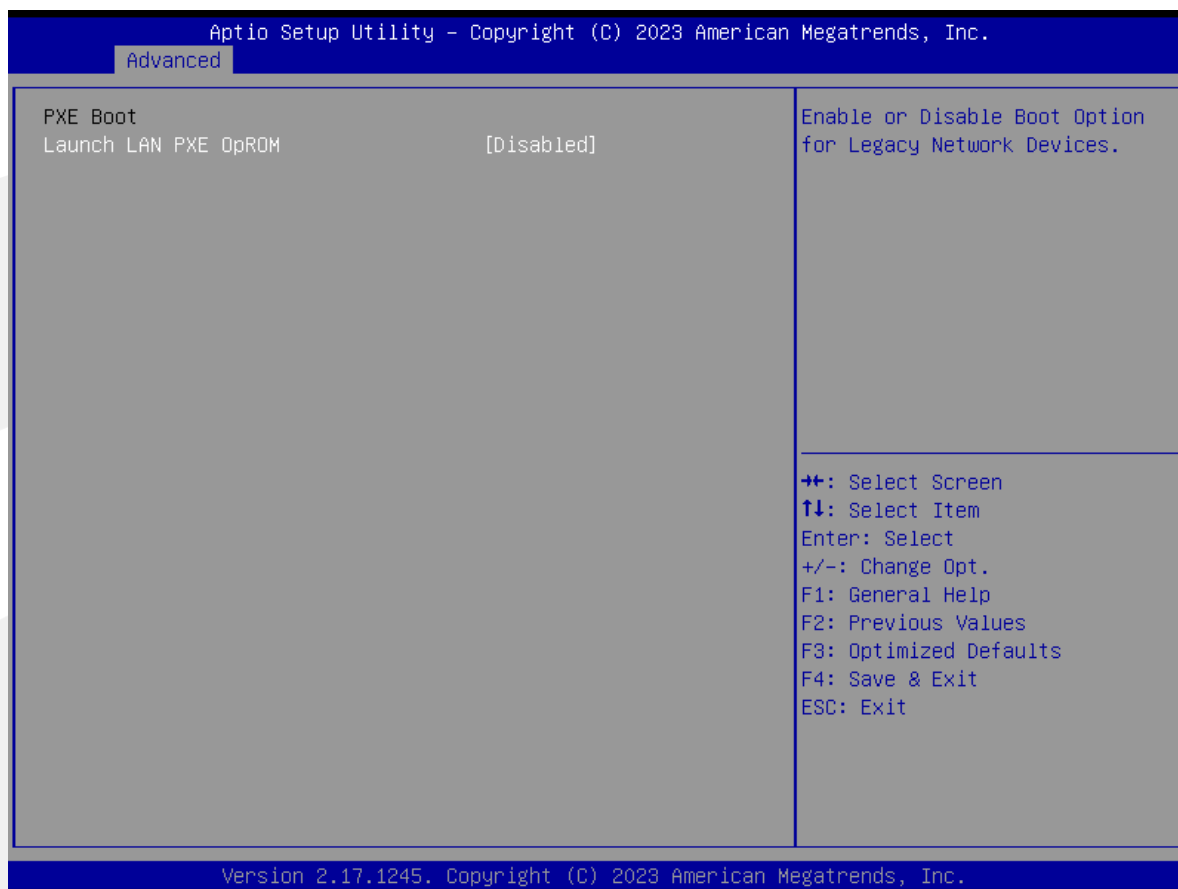 Aptio Setup Utility – Copyright (C) 2023 American Megatrends, Inc.
Advanced
PXE Boot
Launch LAN PXE OpROM [Disabled]
Enable or Disable Boot Option
for Legacy Network Devices.
→←: Select Screen
↑↓: Select Item
Enter: Select
+/-: Change Opt.
F1: General Help
F2: Previous Values
F3: Optimized Defaults
F4: Save & Exit
ESC: Exit
Version 2.17.1245. Copyright (C) 2023 American Megatrends, Inc.